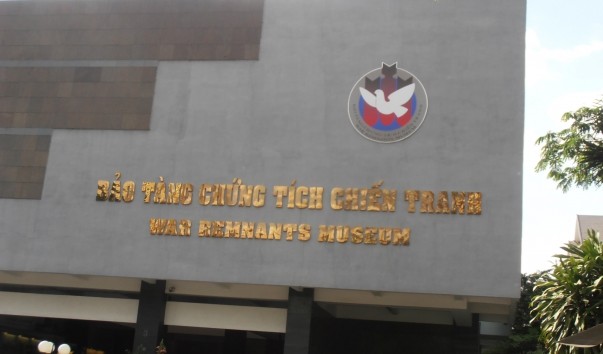 BẢO TÀNG CHỨNG TÍCH CHIẾN TRANH
WAR REMNANTS MUSEUM